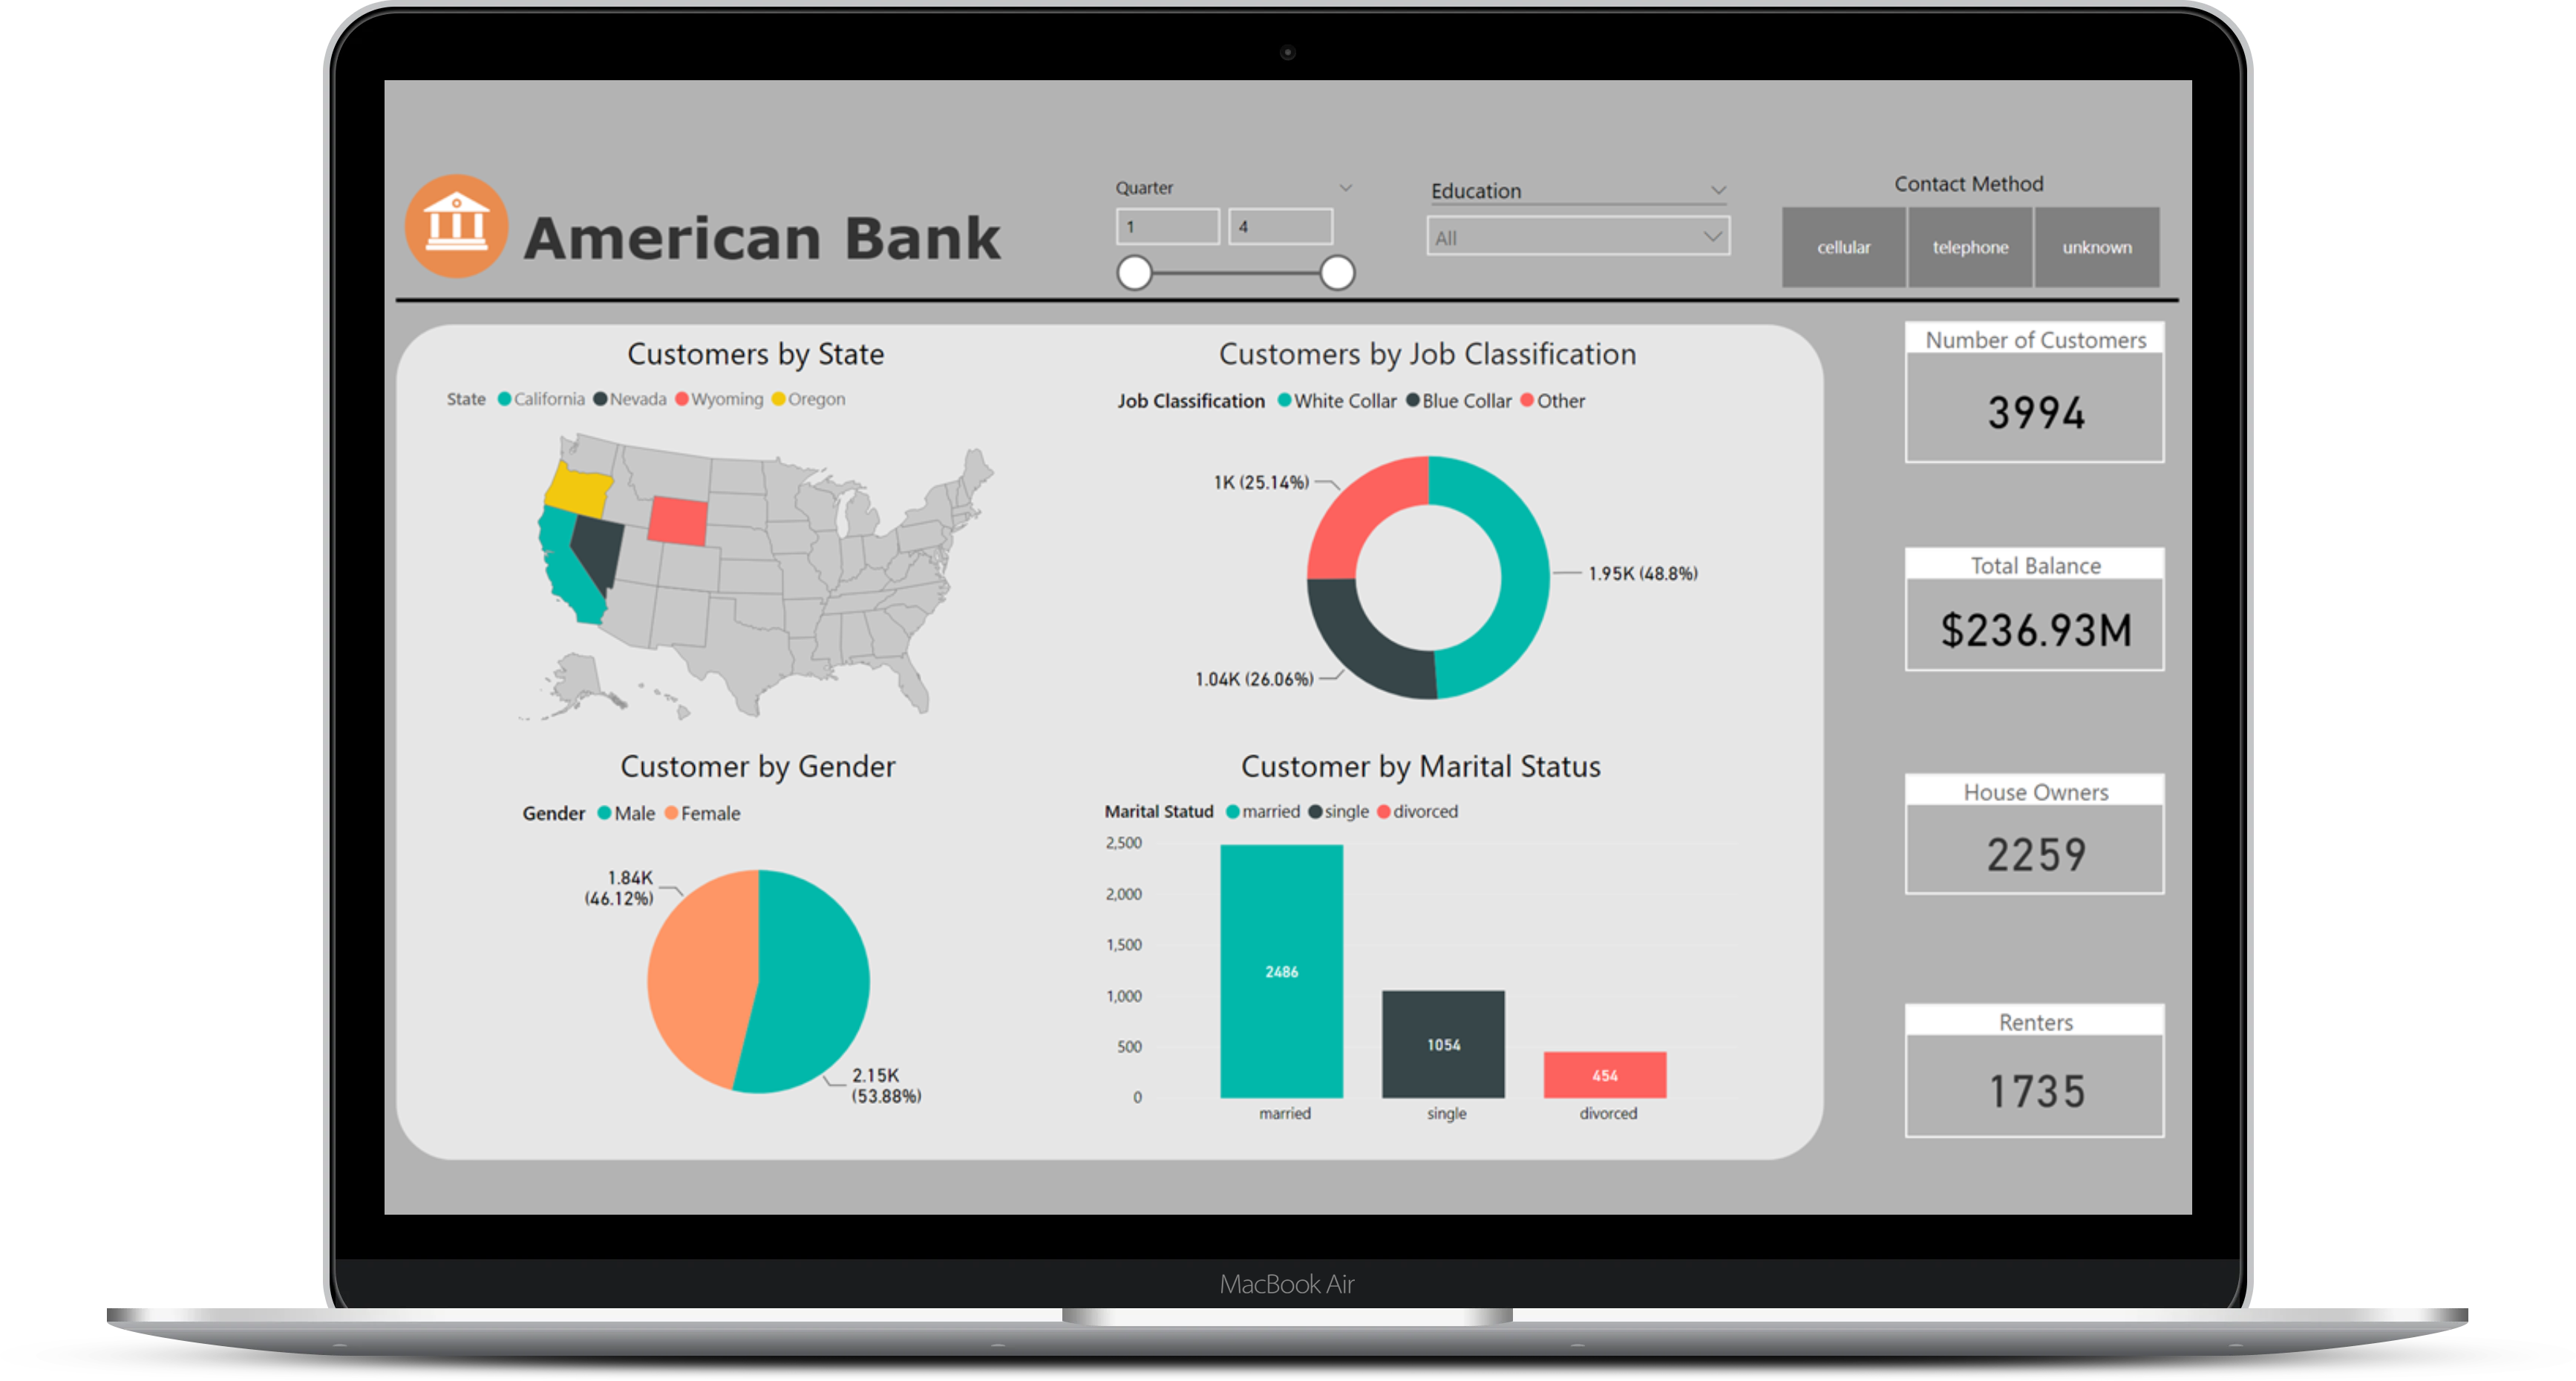 American Bank
Quarter
1
4
Education
All
Contact Method
cellular
telephone
unknown
Customers by State
State California Nevada Wyoming Oregon
Customers by Job Classification
Job Classification White Collar Blue Collar Other
1K (25.14%)
1.95K (48.8%)
1.04K (26.06%)
Customer by Gender
Gender Male Female
1.84K
(46.12%)
2.15K
(53.88%)
Customer by Marital Status
Marital Statud married single divorced
2,500
2,000
1,500
1,000
500
0
2486
1054
454
married
single
divorced
Number of Customers
3994
Total Balance
$236.93M
House Owners
2259
Renters
1735
MacBook Air